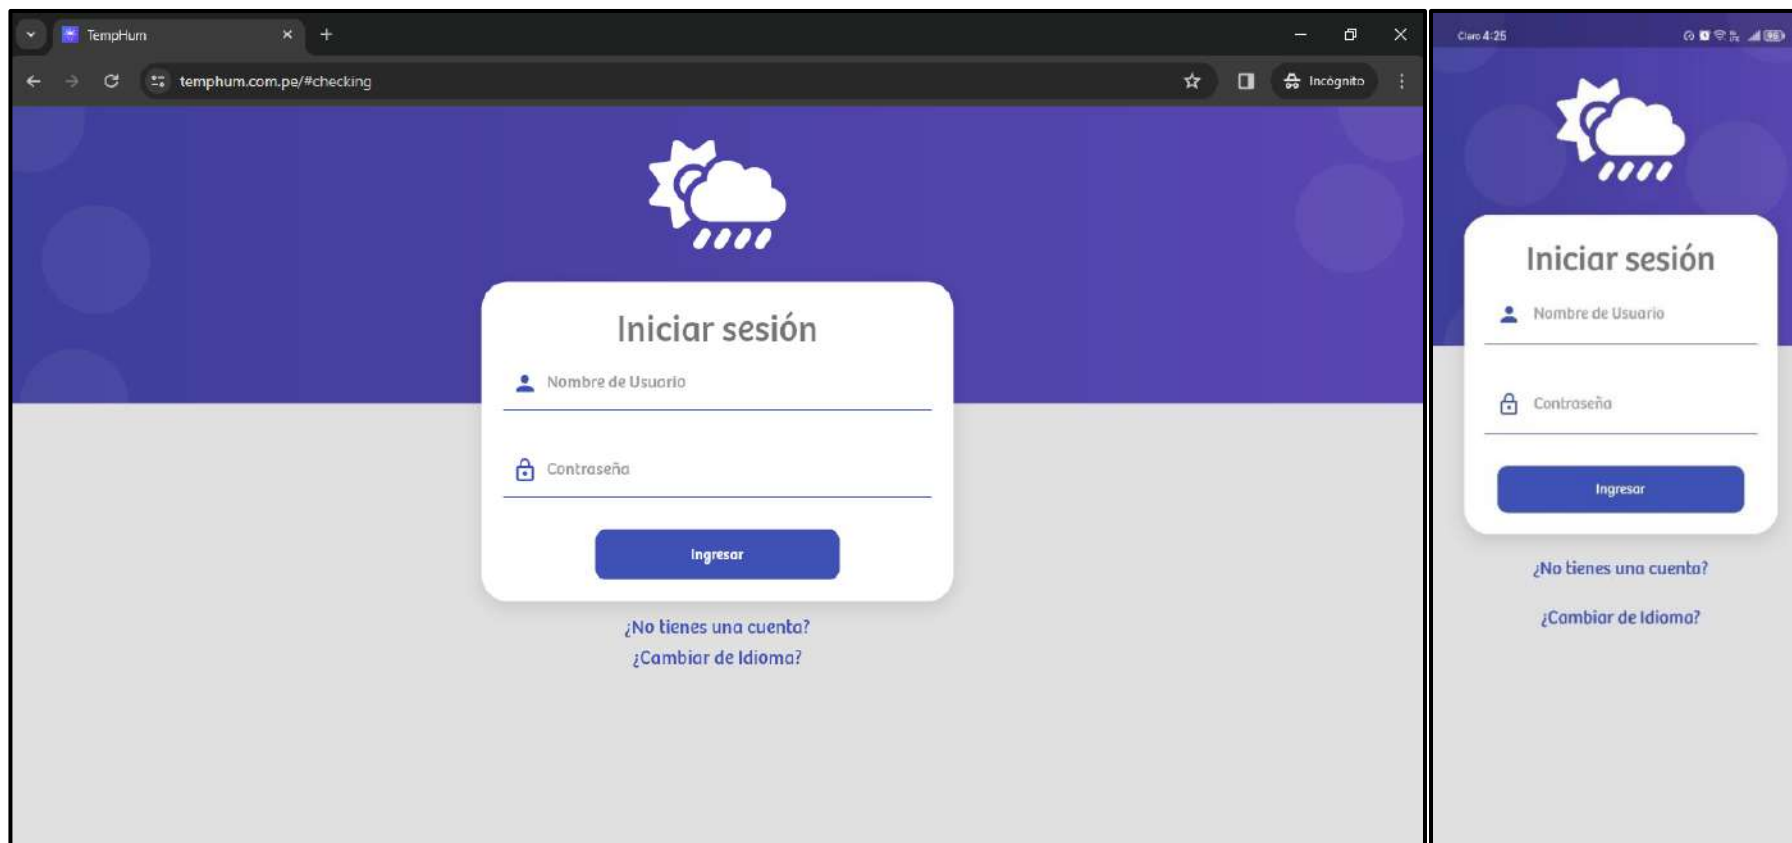 TempHum
temphum.com.pe/#checking
Incógnito
Iniciar sesión
Nombre de Usuario
Contraseña
Ingresar
¿No tienes una cuenta?
¿Cambiar de Idioma?
Claro 4:25
Iniciar sesión
Nombre de Usuario
Contraseña
Ingresar
¿No tienes una cuenta?
¿Cambiar de Idioma?